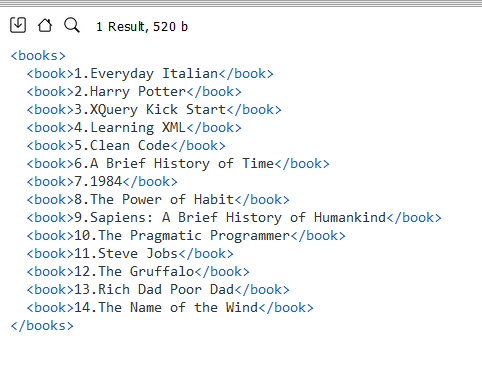 1 Result, 520 b
<books>
<book>1.Everyday Italian</book>
<book>2.Harry Potter</book>
<book>3.XQuery Kick Start</book>
<book>4.Learning XML</book>
<book>5.Clean Code</book>
<book>6.A Brief History of Time</book>
<book>7.1984</book>
<book>8.The Power of Habit</book>
<book>9.Sapiens: A Brief History of Humankind</book>
<book>10.The Pragmatic Programmer</book>
<book>11.Steve Jobs</book>
<book>12.The Gruffalo</book>
<book>13.Rich Dad Poor Dad</book>
<book>14.The Name of the Wind</book>
</books>